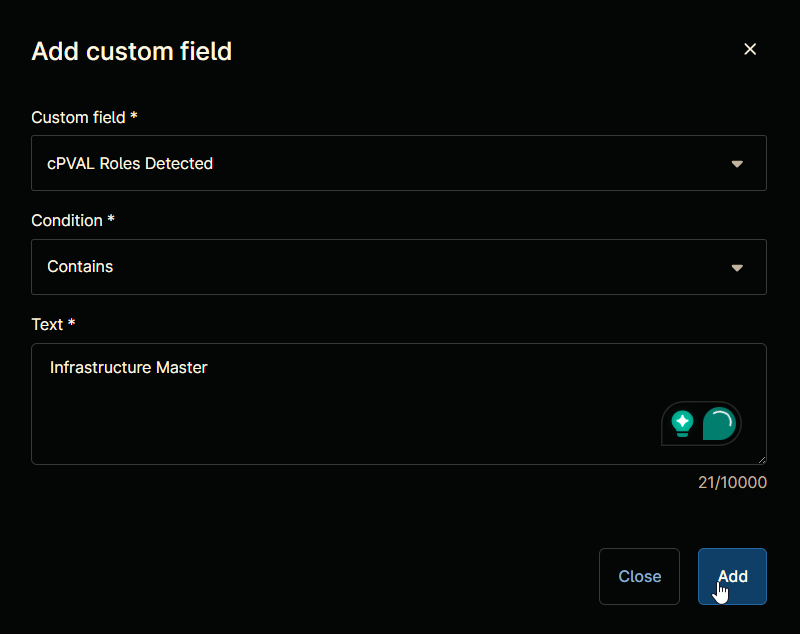 Add custom field
Custom field *
cPVAL Roles Detected
Condition *
Contains
Text *
Infrastructure Master
21/10000
Close
Add